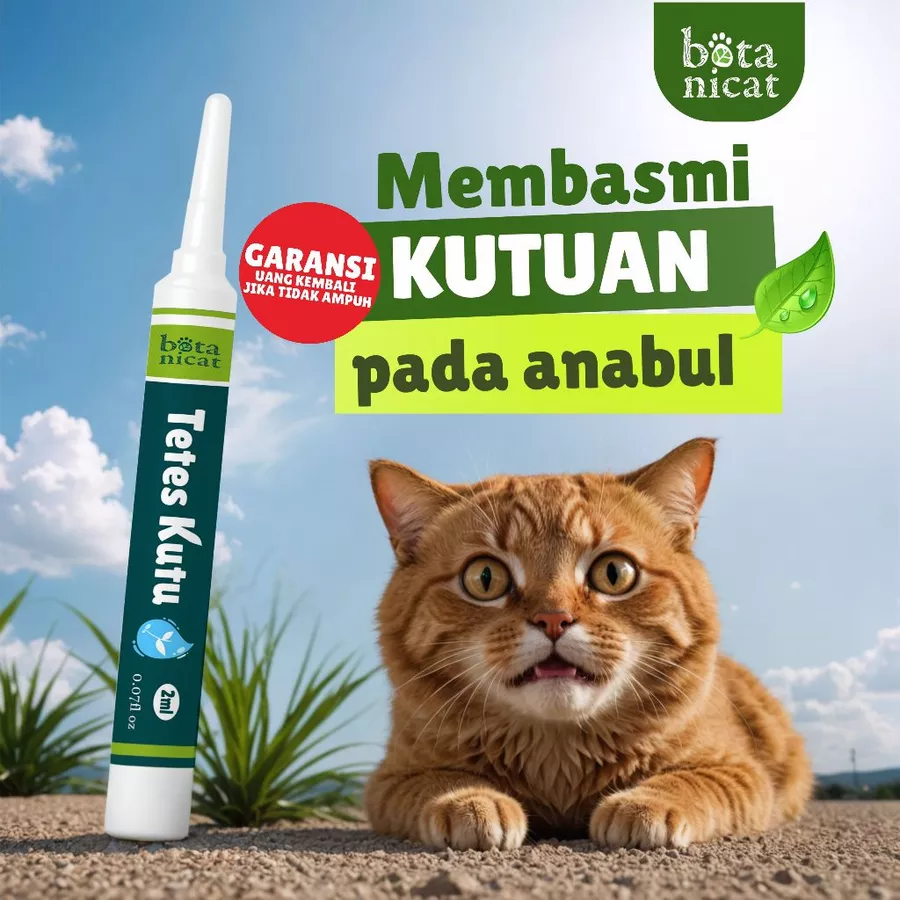 bota
nicat
Membasmi
KUTUAN
pada anabul
GARANSI
UANG KEMBALI
JIKA TIDAK AMPUH
bota
nicat
Tetes Kutu
2ml
0.07fl oz